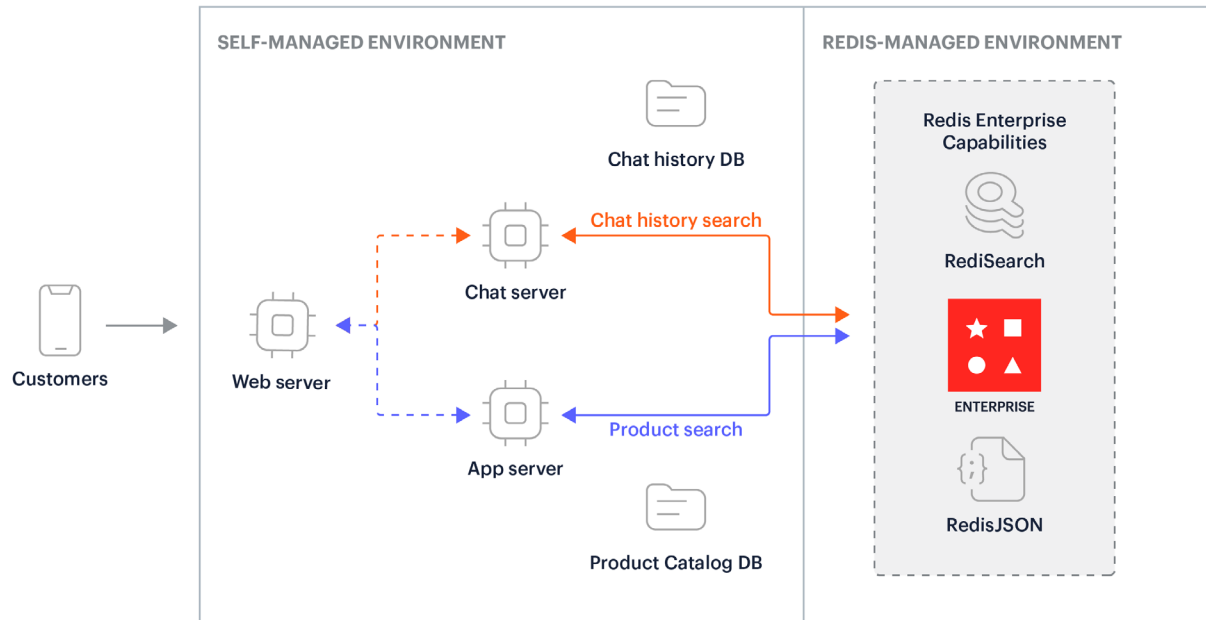 SELF-MANAGED ENVIRONMENT
REDIS-MANAGED ENVIRONMENT
Chat history DB
Redis Enterprise
Capabilities
Chat history search
RediSearch
Chat server
Customers
Web server
ENTERPRISE
Product search
App server
{;}
RedisJSON
Product Catalog DB